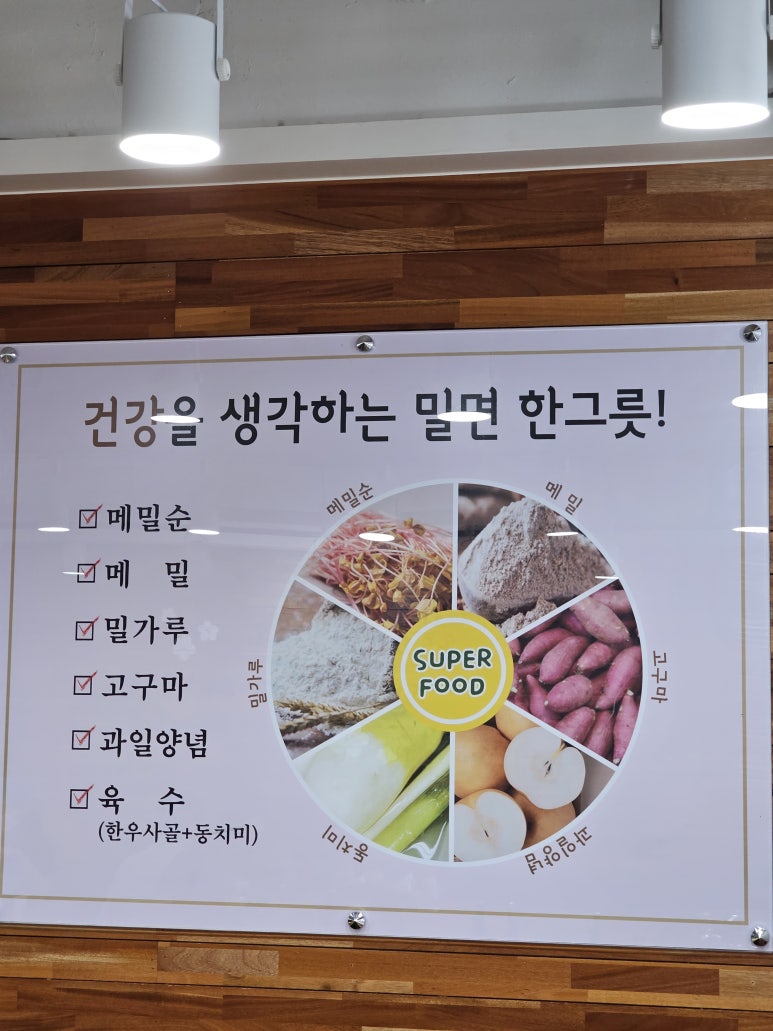 건강을 생각하는 밀면 한그릇!
메밀순
메 밀
밀가루
고구마
과일양념
육 수
(한우사골+동치미)
메밀순
메 밀
고구마
과일양념
동치미
밀가루
SUPER
FOOD